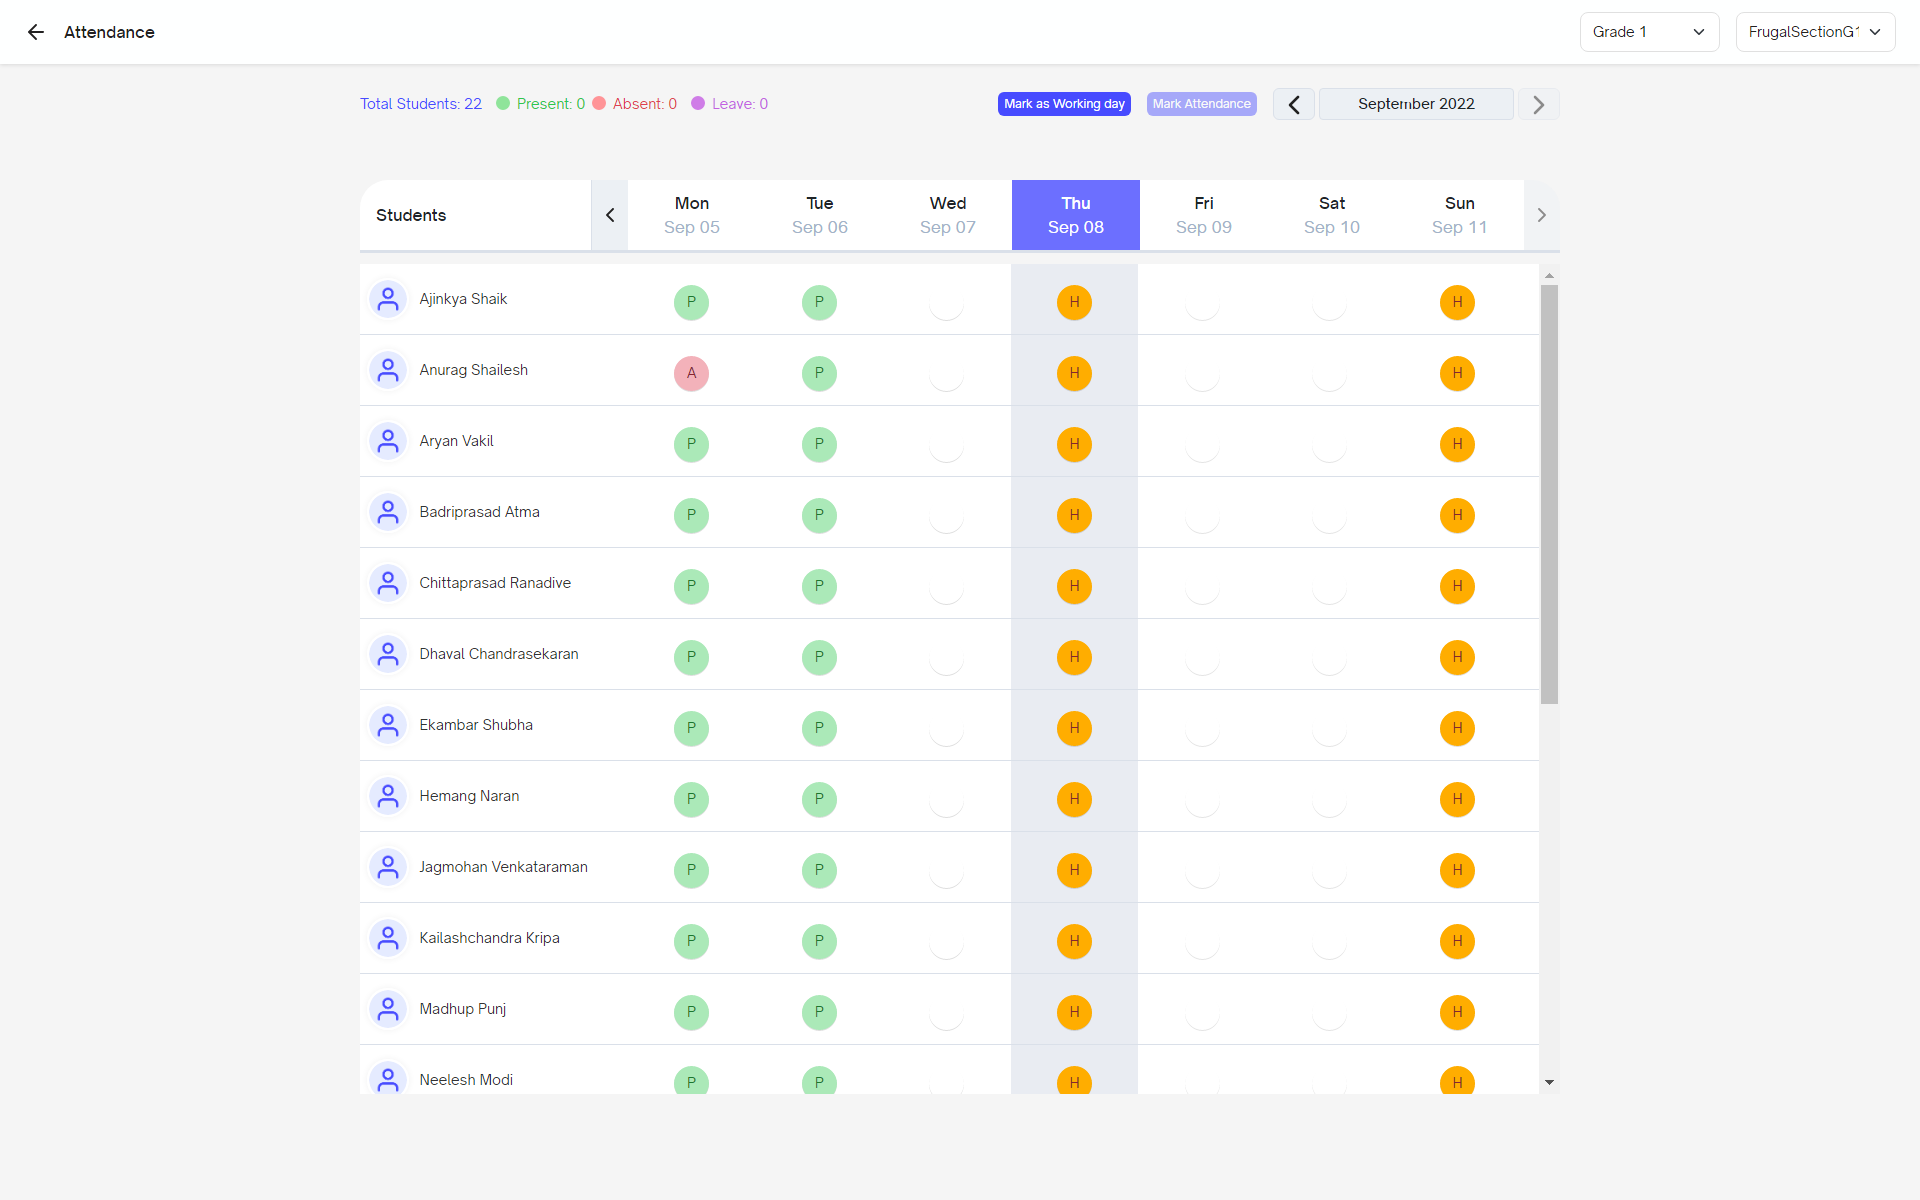 Attendance
Grade 1
FrugalSectionG1
Total Students: 22 Present: 0 Absent: 0 Leave: 0
Mark as Working day
Mark Attendance
September 2022
Students Mon Tue Wed Thu Fri Sat Sun
Sep 05 Sep 06 Sep 07 Sep 08 Sep 09 Sep 10 Sep 11
Ajinkya Shaik P P H H
Anurag Shailesh A P H H
Aryan Vakil P P H H
Badriprasad Atma P P H H
Chittaprasad Ranadive P P H H
Dhaval Chandrasekaran P P H H
Ekambar Shubha P P H H
Hemang Naran P P H H
Jagmohan Venkataraman P P H H
Kailashchandra Kripa P P H H
Madhup Punj P P H H
Neelesh Modi P P H H